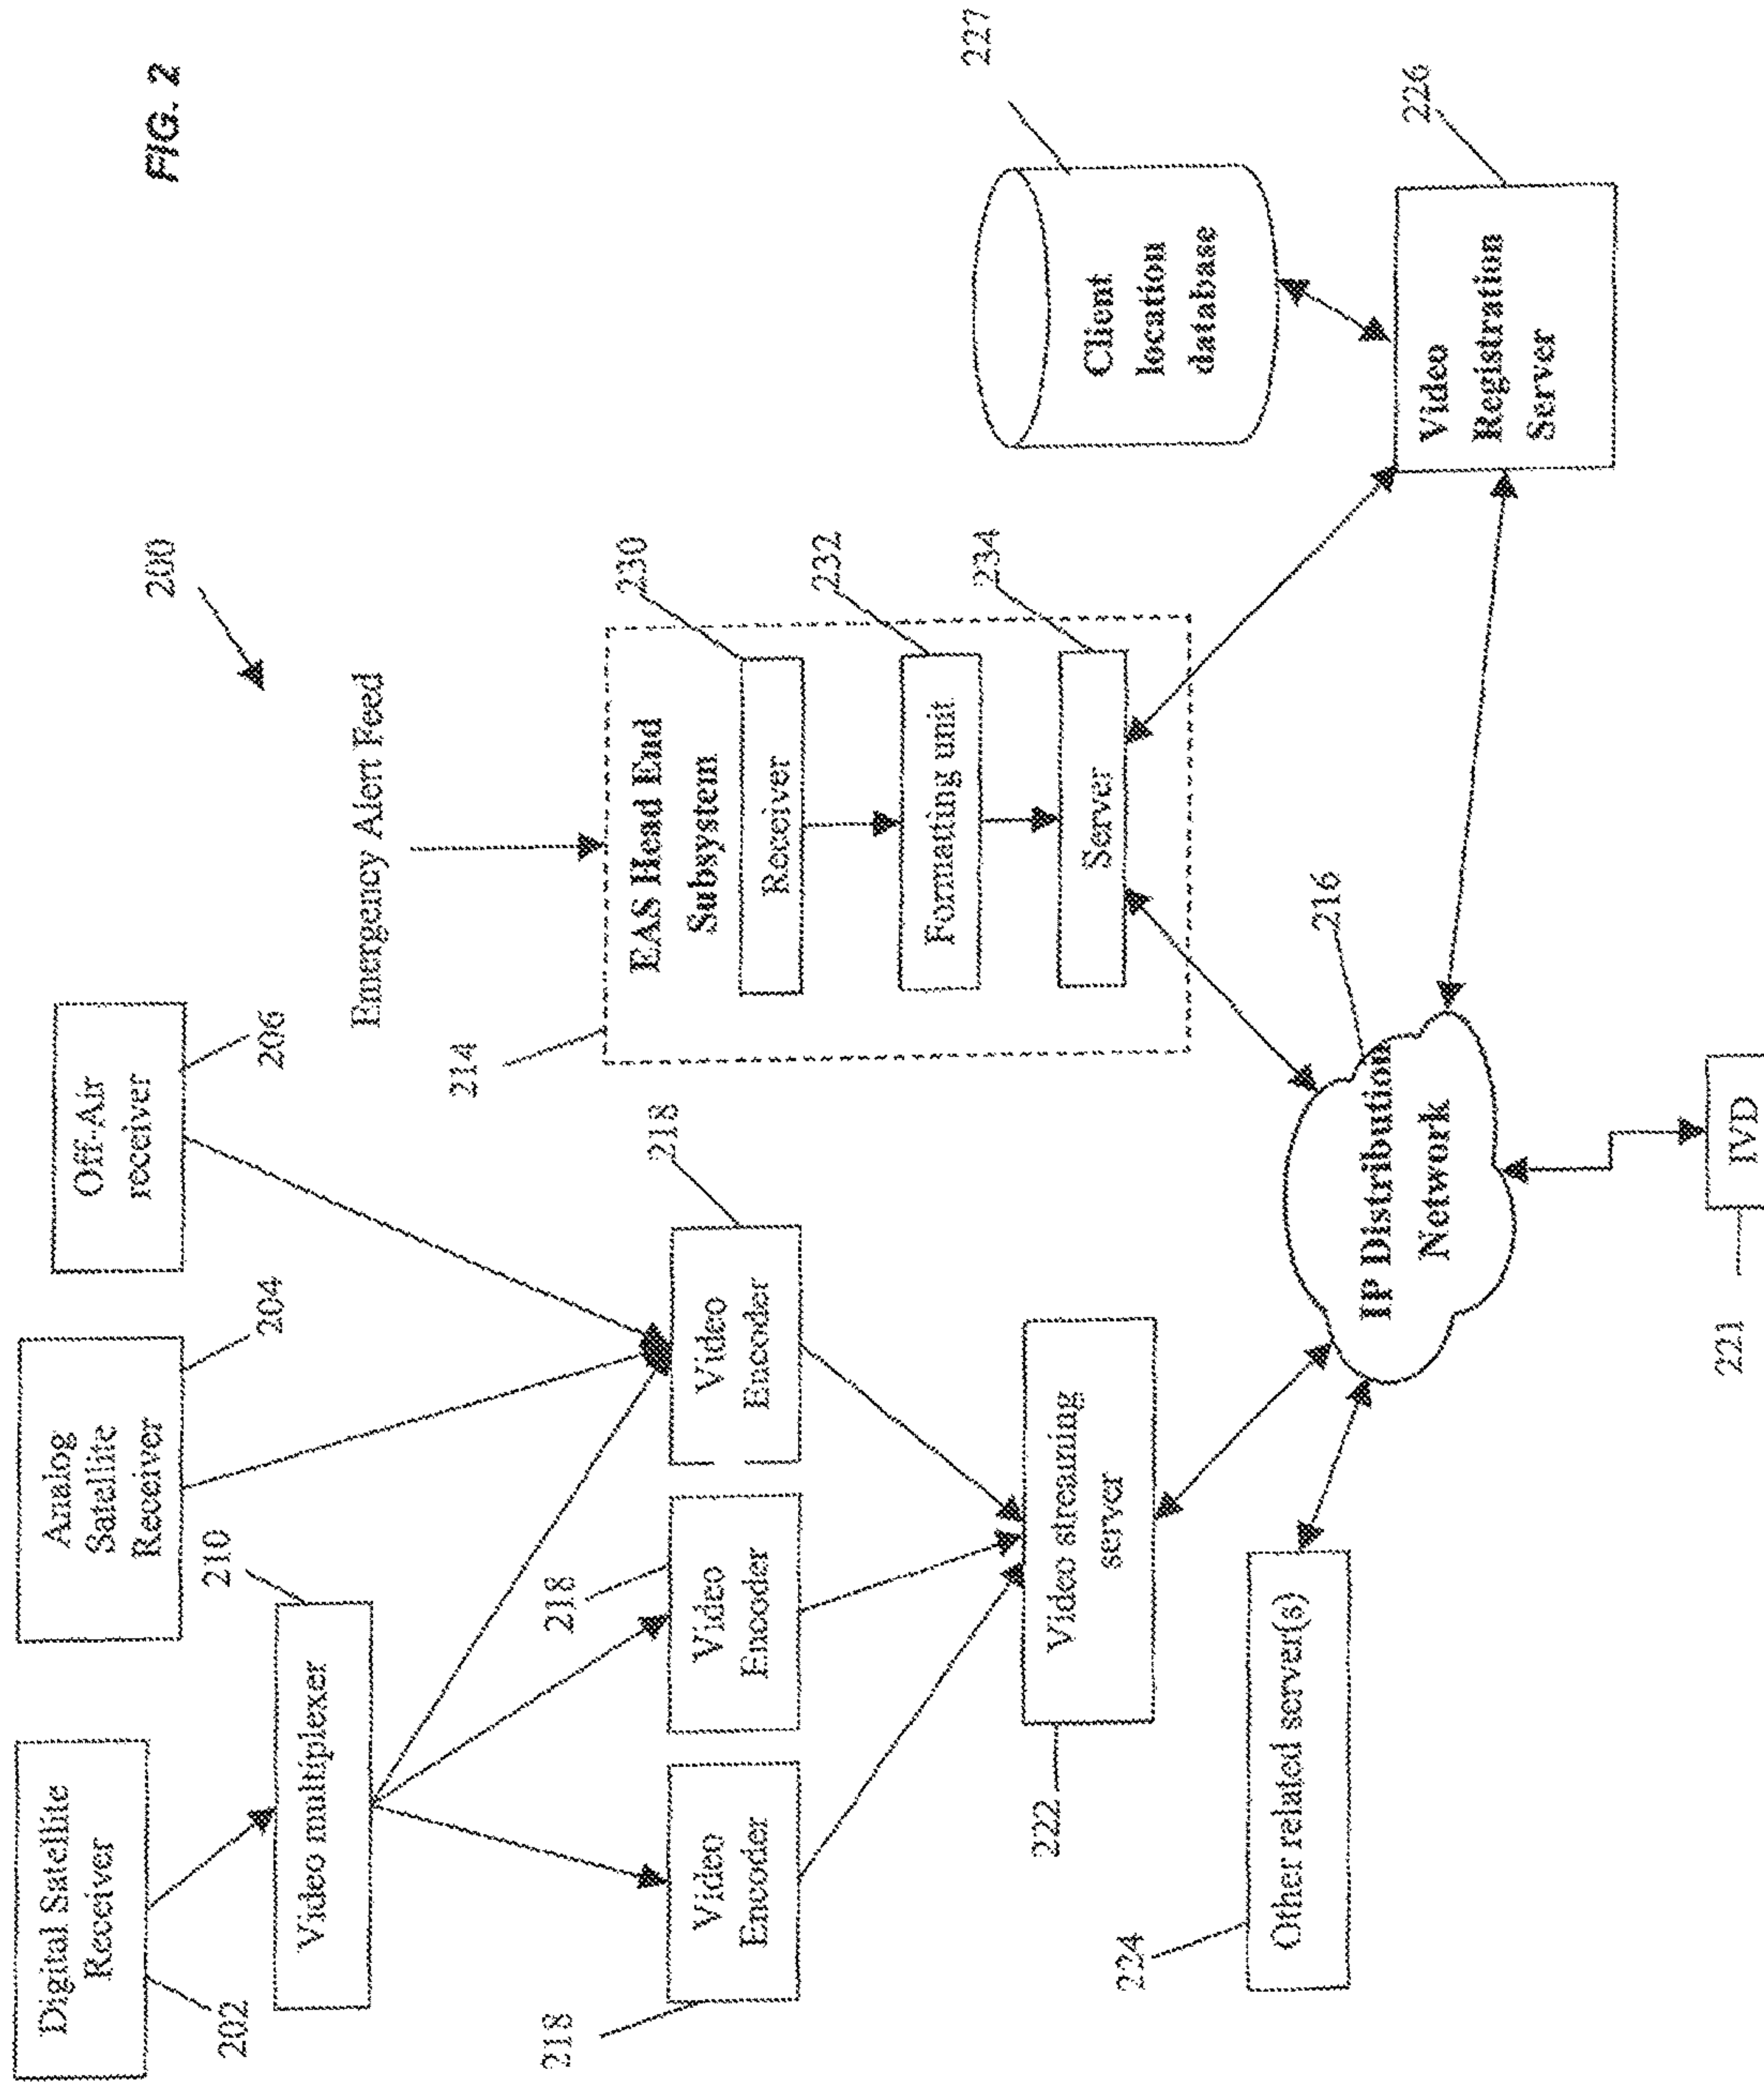 FIG. 2
200
Digital Satellite
Receiver
202
Analog
Satellite
Receiver
204
Off-Air
receiver
206
Emergency Alert Feed
Video multiplexer
210
214
EAS Head End
Subsystem
Receiver
230
Formatting unit
232
Server
234
218
Video
Encoder
218
Video
Encoder
218
Video
Encoder
Video streaming
server
222
Client
location
database
227
Video
Registration
Server
226
224
Other related server(s)
IP Distribution
Network
216
221
IVD